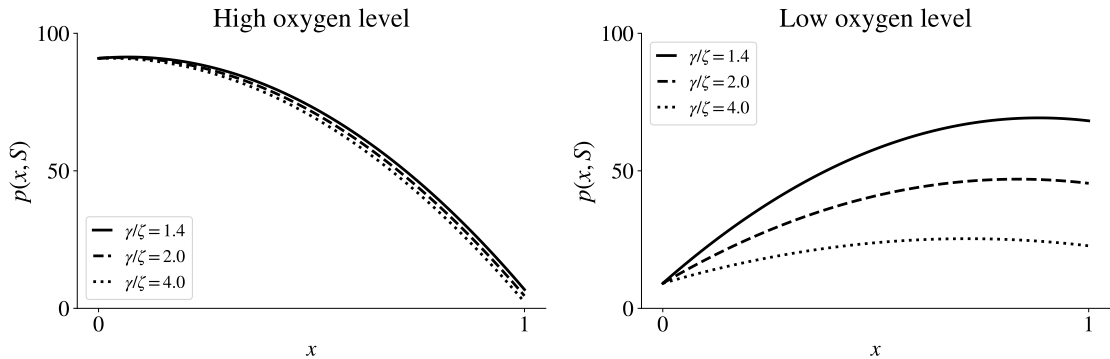 High oxygen level
100
50
0
p(x, S)
γ/ζ = 1.4
γ/ζ = 2.0
γ/ζ = 4.0
0
1
x
Low oxygen level
100
50
0
p(x, S)
γ/ζ = 1.4
γ/ζ = 2.0
γ/ζ = 4.0
0
1
x